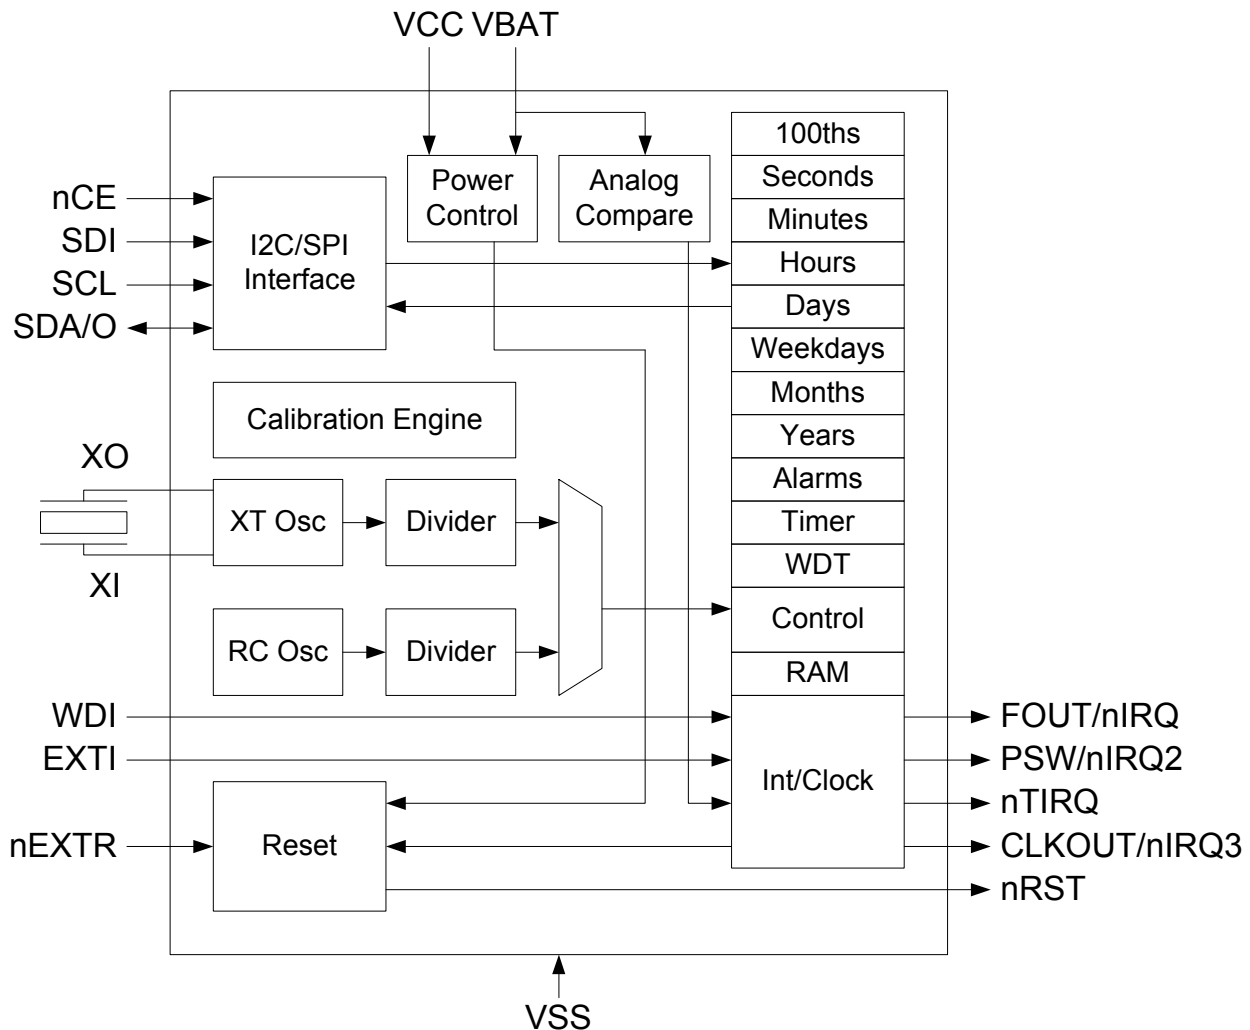 VCC VBAT
100ths
Power
Control
Analog
Compare
Seconds
nCE
Minutes
SDI
I2C/SPI
Interface
Hours
SCL
Days
SDA/O
Weekdays
Months
Calibration Engine
Years
XO
Alarms
XT Osc
Divider
Timer
WDT
XI
Control
RC Osc
Divider
RAM
WDI
FOUT/nIRQ
EXTI
PSW/nIRQ2
Int/Clock
nTIRQ
nEXTR
Reset
CLKOUT/nIRQ3
nRST
VSS